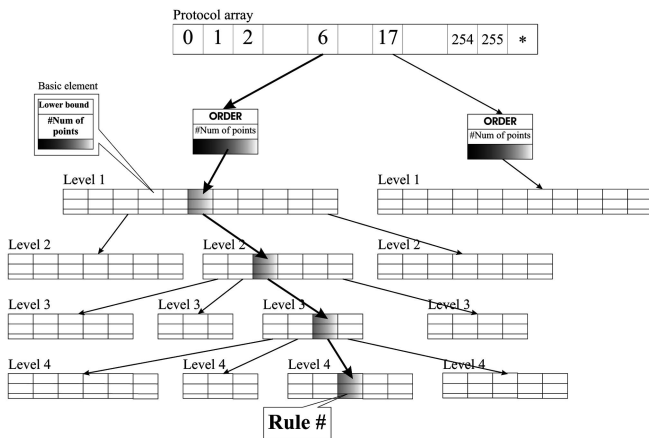 Protocol array
0 1 2 6 17 254 255 *
Basic element
Lower bound
#Num of
points
ORDER
#Num of points
ORDER
#Num of points
Level 1
Level 1
Level 2
Level 2
Level 2
Level 3
Level 3
Level 3
Level 3
Level 4
Level 4
Level 4
Level 4
Rule #